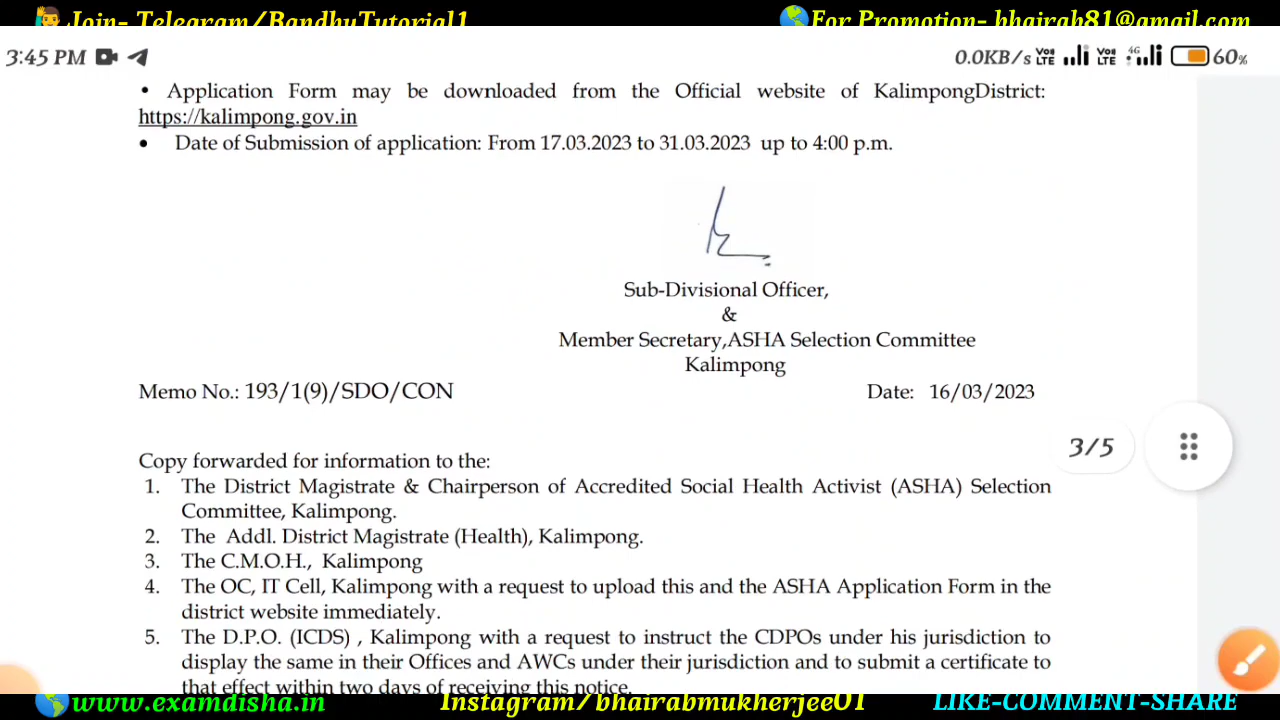 Join- Telegram/BandhuTutorial1 For Promotion- bhairab81@gmail.com
3:45 PM 0.0KB/s Vo LTE Vo LTE 4G 60%
• Application Form may be downloaded from the Official website of KalimpongDistrict:
https://kalimpong.gov.in
• Date of Submission of application: From 17.03.2023 to 31.03.2023 up to 4:00 p.m.
Sub-Divisional Officer,
&
Member Secretary,ASHA Selection Committee
Kalimpong
Memo No.: 193/1(9)/SDO/CON Date: 16/03/2023
3/5
Copy forwarded for information to the:
1. The District Magistrate & Chairperson of Accredited Social Health Activist (ASHA) Selection
Committee, Kalimpong.
2. The Addl. District Magistrate (Health), Kalimpong.
3. The C.M.O.H., Kalimpong
4. The OC, IT Cell, Kalimpong with a request to upload this and the ASHA Application Form in the
district website immediately.
5. The D.P.O. (ICDS) , Kalimpong with a request to instruct the CDPOs under his jurisdiction to
display the same in their Offices and AWCs under their jurisdiction and to submit a certificate to
that effect within two days of receiving this notice.
www.examdisha.in Instagram/bhairabmukherjee01 LIKE-COMMENT-SHARE